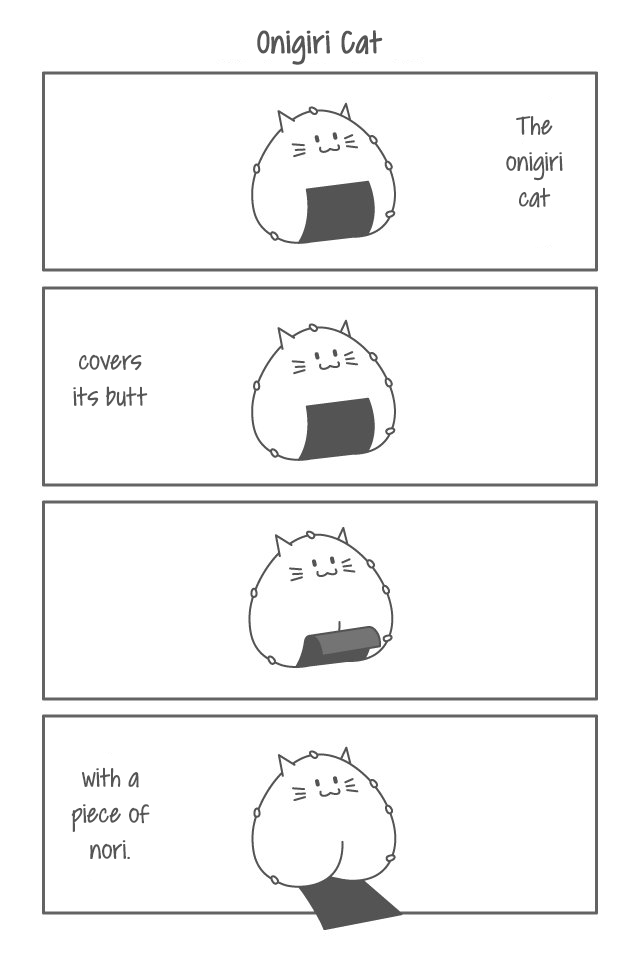 Onigiri Cat
The
onigiri
cat
covers
its butt
with a
piece of
nori.